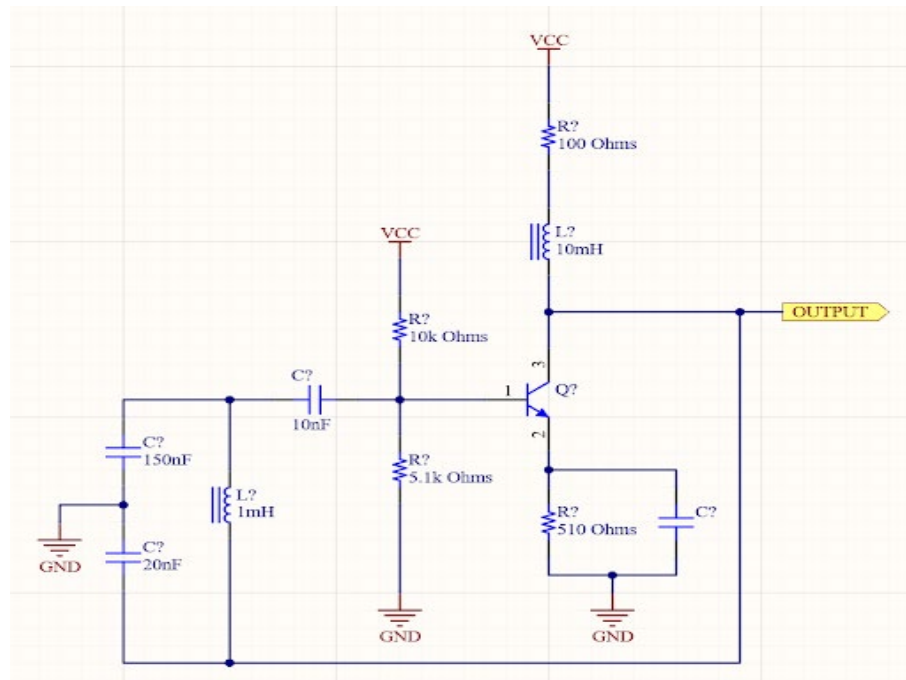 VCC
R?
100 Ohms
L?
10mH
VCC
OUTPUT
R?
10k Ohms
3
C?
1
Q?
10nF
2
C?
150nF
R?
5.1k Ohms
L?
1mH
R?
510 Ohms
C?
C?
20nF
GND
GND
GND